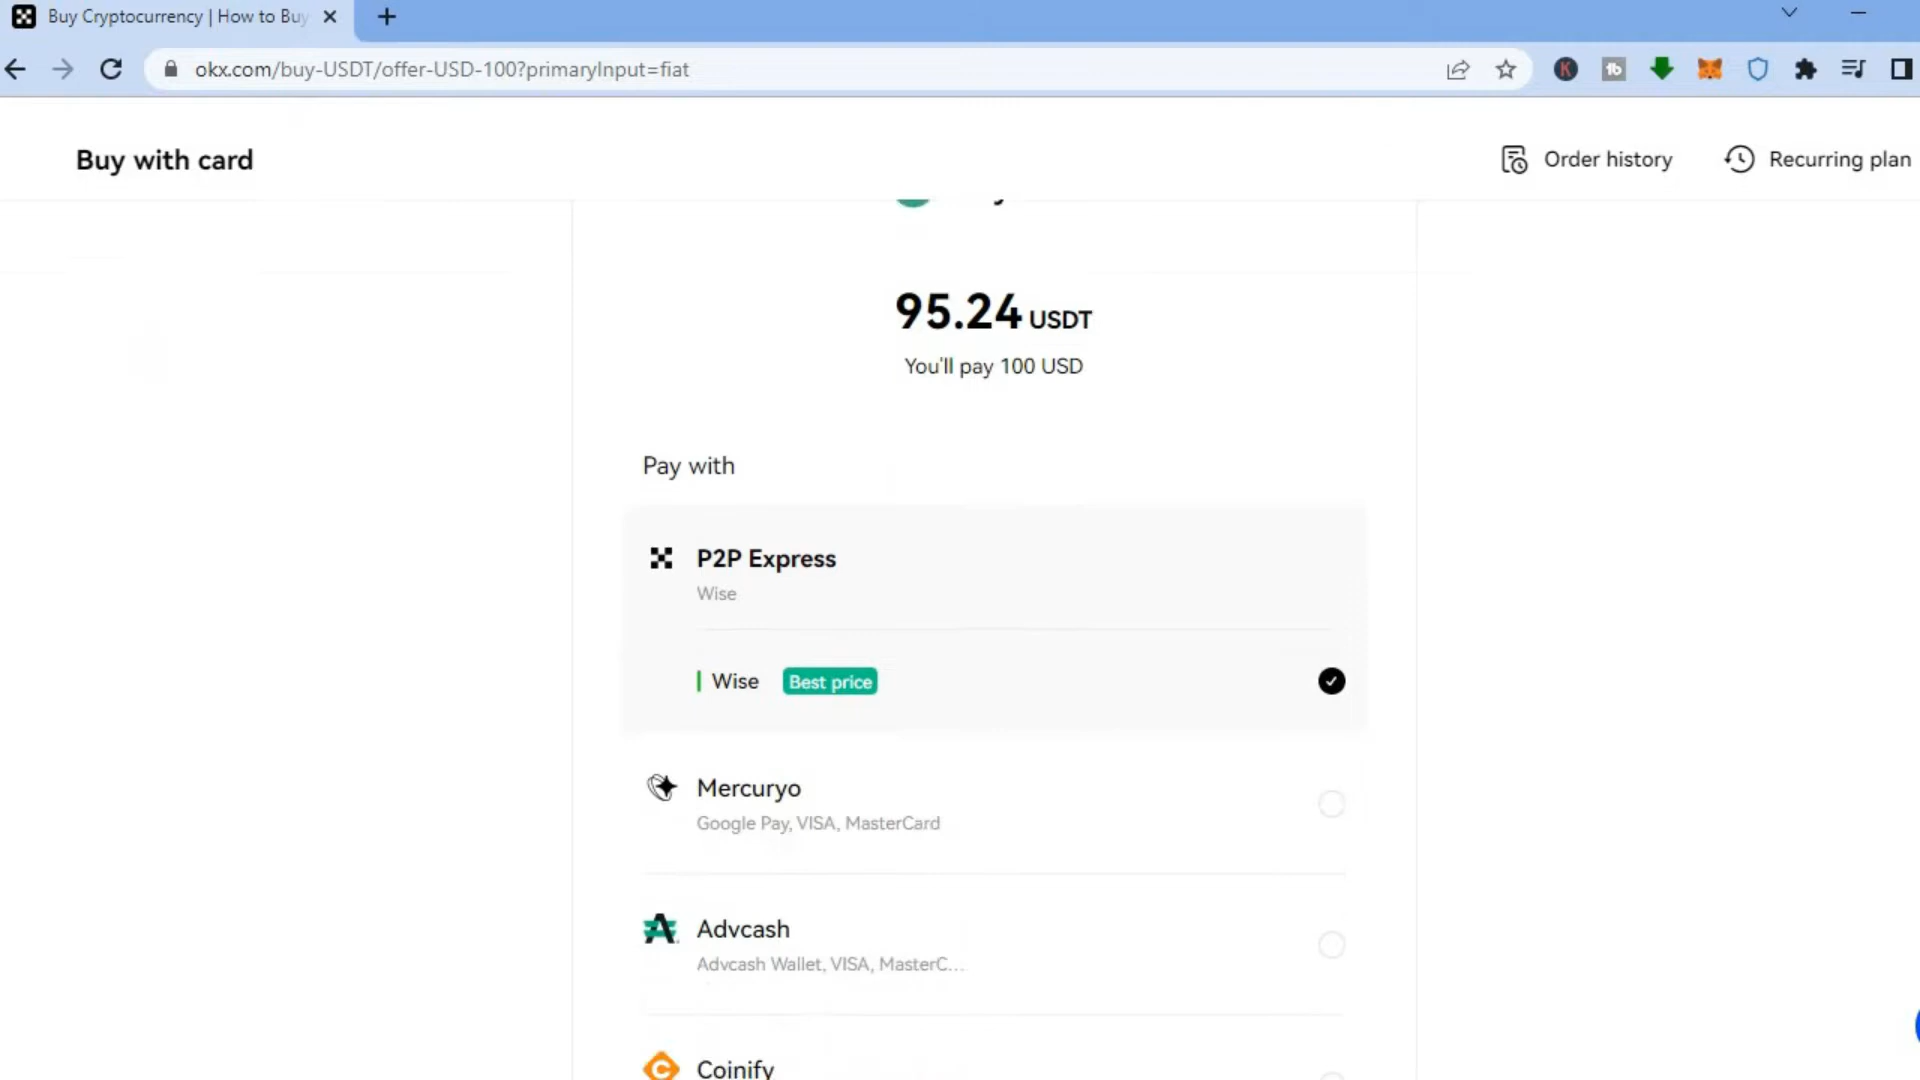 Buy Cryptocurrency | How to Buy
okx.com/buy-USDT/offer-USD-100?primaryInput=fiat
K
tb
Buy with card
Order history
Recurring plan
95.24 USDT
You'll pay 100 USD
Pay with
P2P Express
Wise
Wise
Best price
Mercuryo
Google Pay, VISA, MasterCard
Advcash
Advcash Wallet, VISA, MasterC...
Coinify